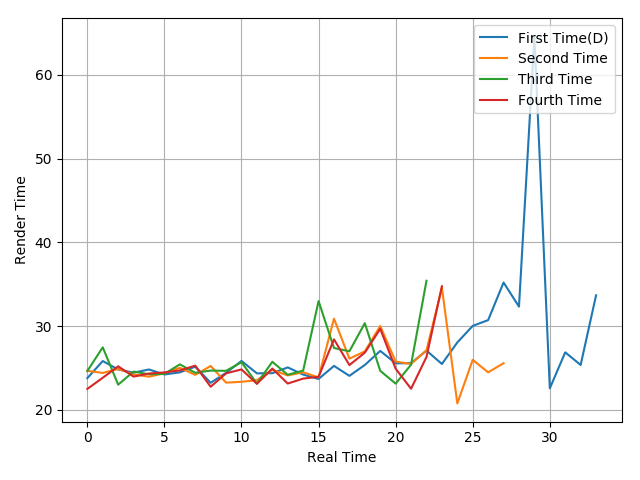 First Time(D)
Second Time
Third Time
Fourth Time
60
50
40
30
20
Render Time
0 5 10 15 20 25 30
Real Time